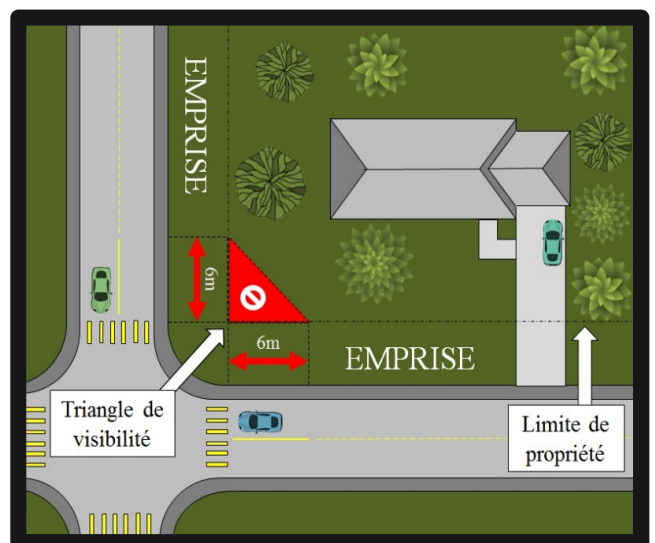 EMPRISE
6m
6m
EMPRISE
Triangle de
visibilité
Limite de
propriété